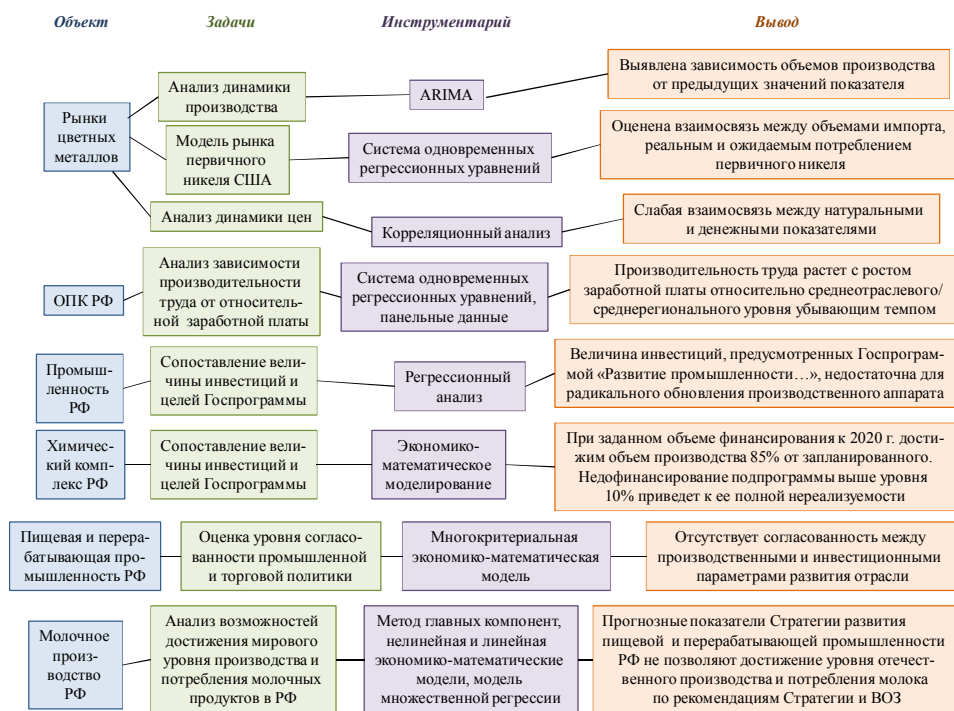 Объект
Задачи
Инструментарий
Вывод
Рынки
цветных
металлов
Анализ динамики
производства
ARIMA
Выявлена зависимость объемов производства
от предыдущих значений показателя
Модель рынка
первичного
никеля США
Система одновременных
регрессионных уравнений
Оценена взаимосвязь между объемами импорта,
реальным и ожидаемым потреблением
первичного никеля
Анализ динамики цен
Корреляционный анализ
Слабая взаимосвязь между натуральными
и денежными показателями
ОПК РФ
Анализ зависимости
производительности
труда от относитель-
ной заработной платы
Система одновременных
регрессионных уравнений,
панельные данные
Производительность труда растет с ростом
заработной платы относительно среднеотраслевого/
среднерегионального уровня убывающим темпом
Промыш-
ленность
РФ
Сопоставление вели-
чины инвестиций и
целей Госпрограммы
Регрессионный
анализ
Величина инвестиций, предусмотренных Госпрограм-
мой «Развитие промышленности…», недостаточна для
радикального обновления производственного аппарата
Химичес-
кий комп-
лекс РФ
Сопоставление вели-
чины инвестиций и
целей Госпрограммы
Экономико-
математическое
моделирование
При заданном объеме финансирования к 2020 г. дости-
жим объем производства 85% от запланированного.
Недофинансирование подпрограммы выше уровня
10% приведет к ее полной нереализуемости
Пищевая и перера-
батывающая про-
мышленность РФ
Оценка уровня согласо-
ванности промышленной
и торговой политики
Многокритериальная
экономико-математическая
модель
Отсутствует согласованность между
производственными и инвестиционными
параметрами развития отрасли
Молочное
произ-
водство
РФ
Анализ возможностей
достижения мирового
уровня производства и
потребления молочных
продуктов в РФ
Метод главных компонент,
нелинейная и линейная
экономико-математические
модели, модель
множественной регрессии
Прогнозные показатели Стратегии развития
пищевой и перерабатывающей промышленности
РФ не позволяют достижение уровня отечест-
венного производства и потребления молока
по рекомендациям Стратегии и ВОЗ